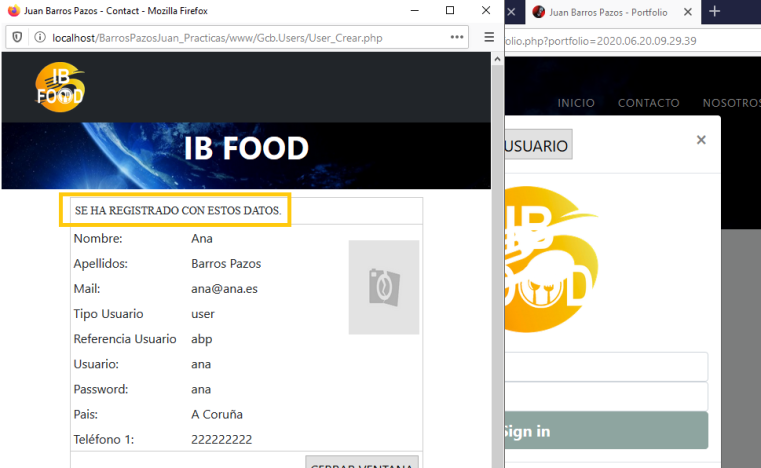 Juan Barros Pazos - Contact - Mozilla Firefox
localhost/BarrosPazosJuan_Practicas/www/Gcb.Users/User_Crear.php
IB
FOOD
IB FOOD
SE HA REGISTRADO CON ESTOS DATOS.
Nombre: Ana
Apellidos: Barros Pazos
Mail: ana@ana.es
Tipo Usuario user
Referencia Usuario abp
Usuario: ana
Password: ana
Pais: A Coruña
Teléfono 1: 222222222
CERRAR VENTANA
Juan Barros Pazos - Portfolio
olio.php?portfolio=2020.06.20.09.29.39
INICIO CONTACTO NOSOTROS
USUARIO
IB
OOD
Sign in